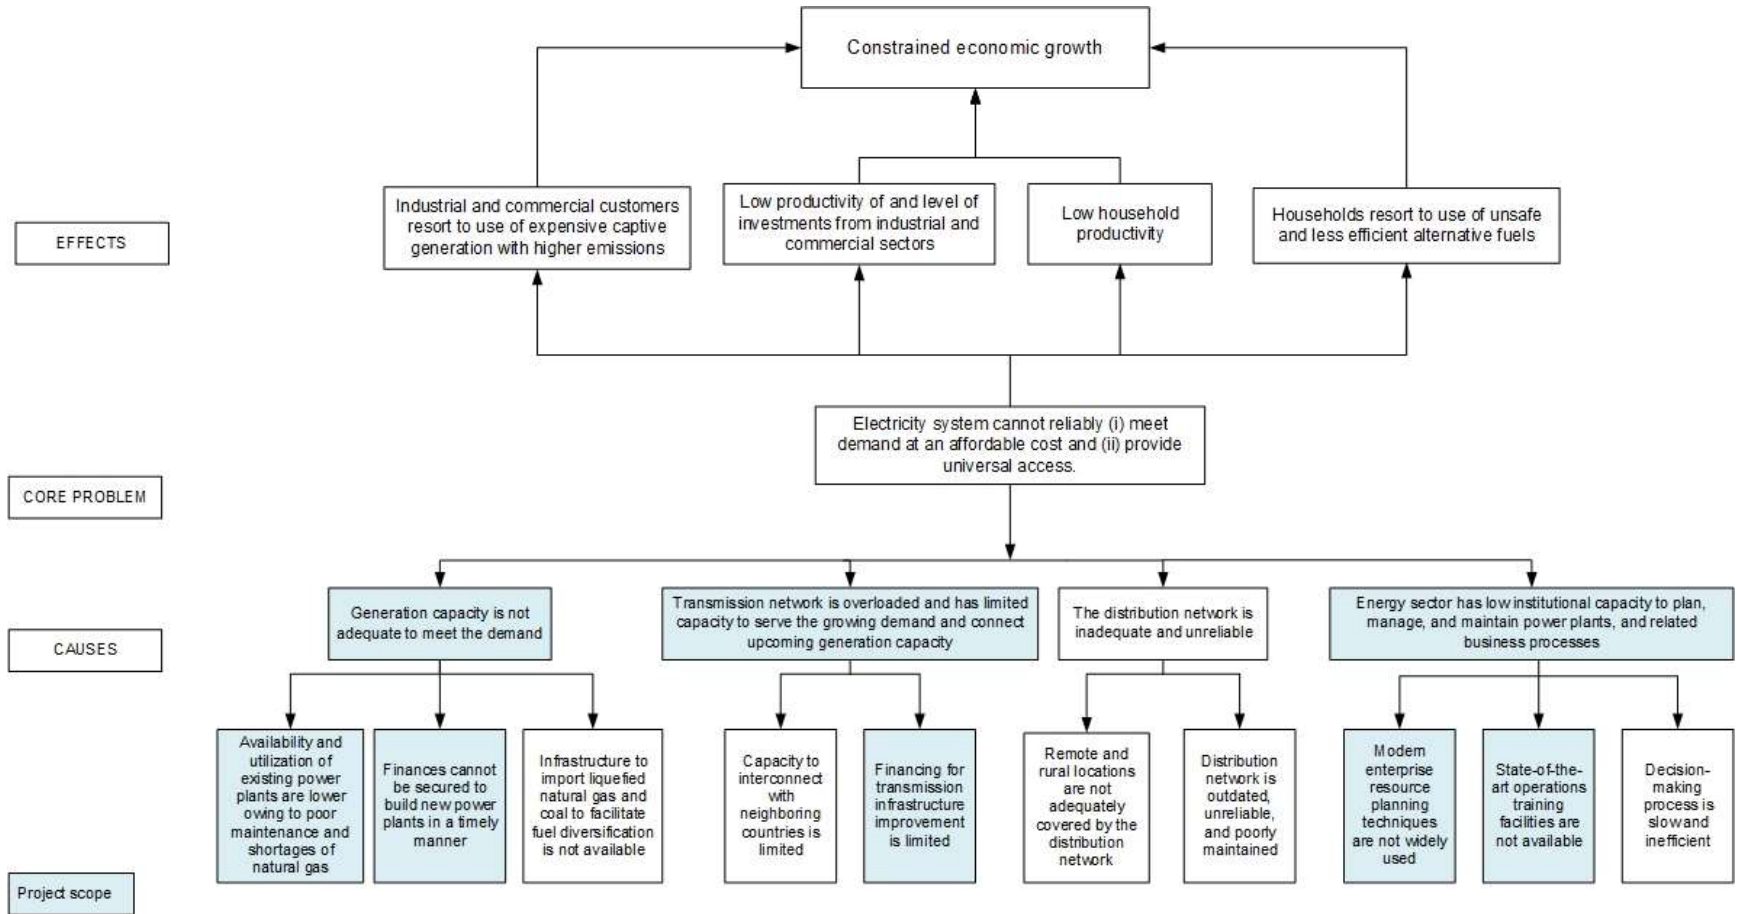 Constrained economic growth
Industrial and commercial customers
resort to use of expensive captive
generation with higher emissions
Low productivity of and level of
investments from industrial and
commercial sectors
Low household
productivity
Households resort to use of unsafe
and less efficient alternative fuels
EFFECTS
Electricity system cannot reliably (i) meet
demand at an affordable cost and (ii) provide
universal access.
CORE PROBLEM
Generation capacity is not
adequate to meet the demand
Transmission network is overloaded and has limited
capacity to serve the growing demand and connect
upcoming generation capacity
The distribution network is
inadequate and unreliable
Energy sector has low institutional capacity to plan,
manage, and maintain power plants, and related
business processes
CAUSES
Availability and
utilization of
existing power
plants are lower
owing to poor
maintenance and
shortages of
natural gas
Finances cannot
be secured to
build new power
plants in a timely
manner
Infrastructure to
import liquefied
natural gas and
coal to facilitate
fuel diversification
is not available
Capacity to
interconnect
with
neighboring
countries is
limited
Financing for
transmission
infrastructure
improvement
is limited
Remote and
rural locations
are not
adequately
covered by the
distribution
network
Distribution
network is
outdated,
unreliable,
and poorly
maintained
Modern
enterprise
resource
planning
techniques
are not widely
used
State-of-the-
art operations
training
facilities are
not available
Decision-
making
process is
slow and
inefficient
Project scope